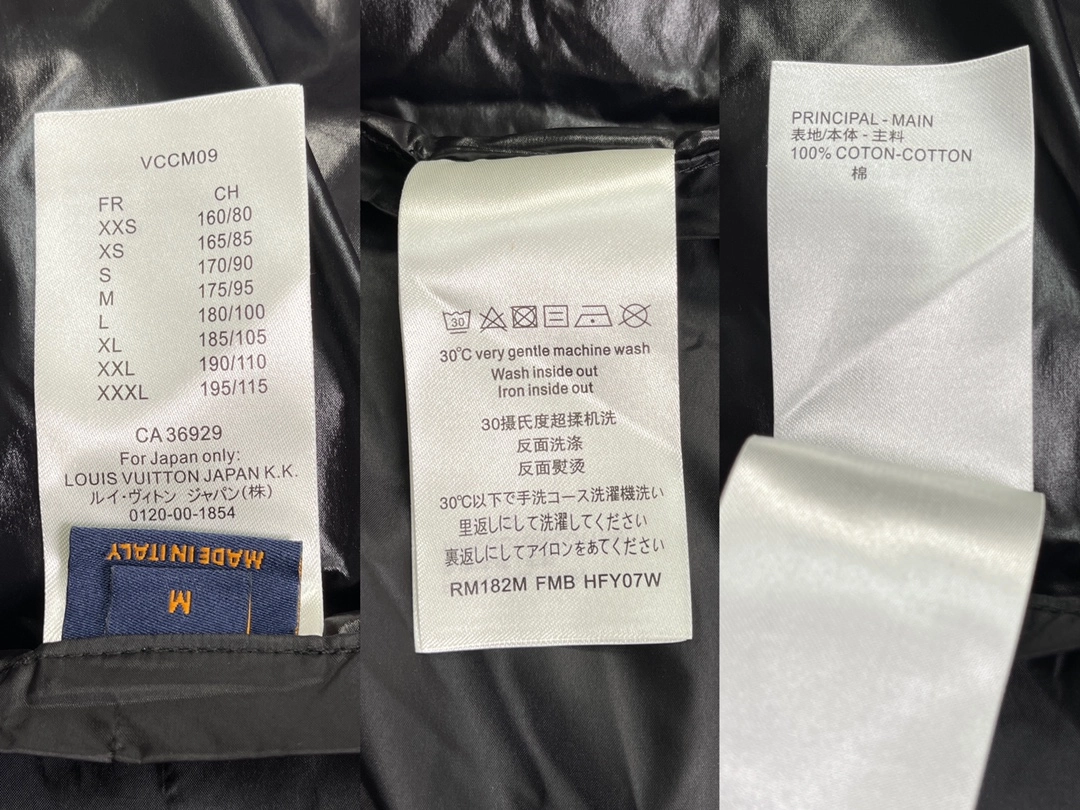 VCCM09
FR CH
XXS 160/80
XS 165/85
S 170/90
M 175/95
L 180/100
XL 185/105
XXL 190/110
XXXL 195/115
CA 36929
For Japan only:
LOUIS VUITTON JAPAN K.K.
ルイ・ヴィトン ジャパン(株)
0120-00-1854
MADE IN ITALY
M
30
30℃ very gentle machine wash
Wash inside out
Iron inside out
30摄氏度超揉机洗
反面洗涤
反面熨烫
30℃以下で手洗コース洗濯機洗い
里返しにして洗濯してください
裏返しにしてアイロンをあてください
RM182M FMB HFY07W
PRINCIPAL - MAIN
表地/本体 - 主料
100% COTON-COTTON
棉